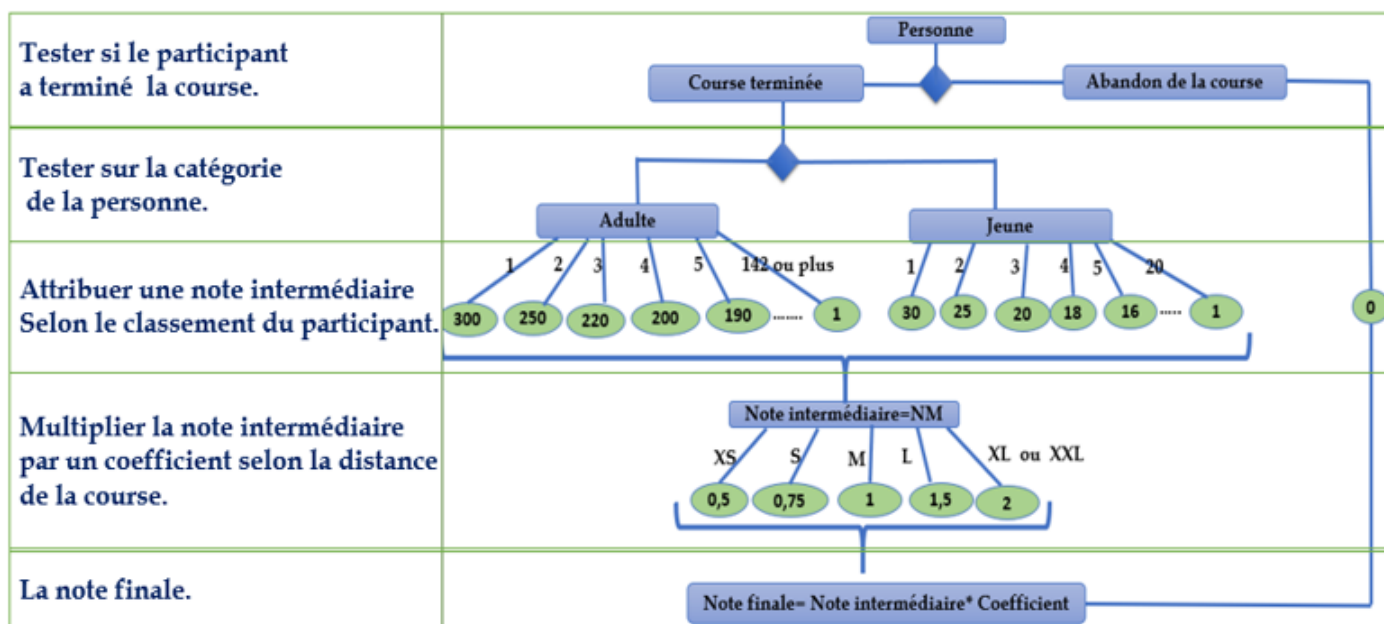 Personne
Tester si le participant
a terminé la course.
Course terminée
Abandon de la course
Tester sur la catégorie
de la personne.
Adulte
Jeune
1 2 3 4 5 142 ou plus
1 2 3 4 5 20
Attribuer une note intermédiaire
Selon le classement du participant.
300 250 220 200 190 ....... 1
30 25 20 18 16 ..... 1
0
Note intermédiaire=NM
Multiplier la note intermédiaire
par un coefficient selon la distance
de la course.
XS S M L XL ou XXL
0,5 0,75 1 1,5 2
La note finale.
Note finale= Note intermédiaire* Coefficient